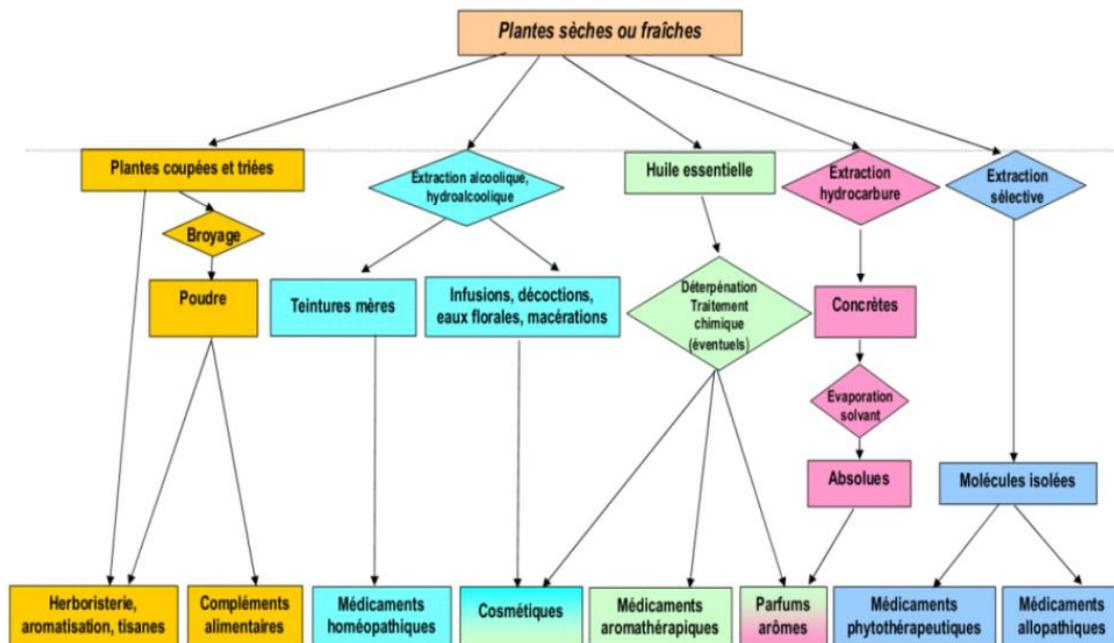 Plantes sèches ou fraîches
Plantes coupées et triées
Extraction alcoolique,
hydroalcoolique
Huile essentielle
Extraction
hydrocarbure
Extraction
sélective
Broyage
Poudre
Teintures mères
Infusions, décoctions,
eaux florales, macérations
Déterpénation
Traitement
chimique
(éventuels)
Concrètes
Evaporation
solvant
Absolues
Molécules isolées
Herboristerie,
aromatisation, tisanes
Compléments
alimentaires
Médicaments
homéopathiques
Cosmétiques
Médicaments
aromathérapiques
Parfums
arômes
Médicaments
phytothérapeutiques
Médicaments
allopathiques